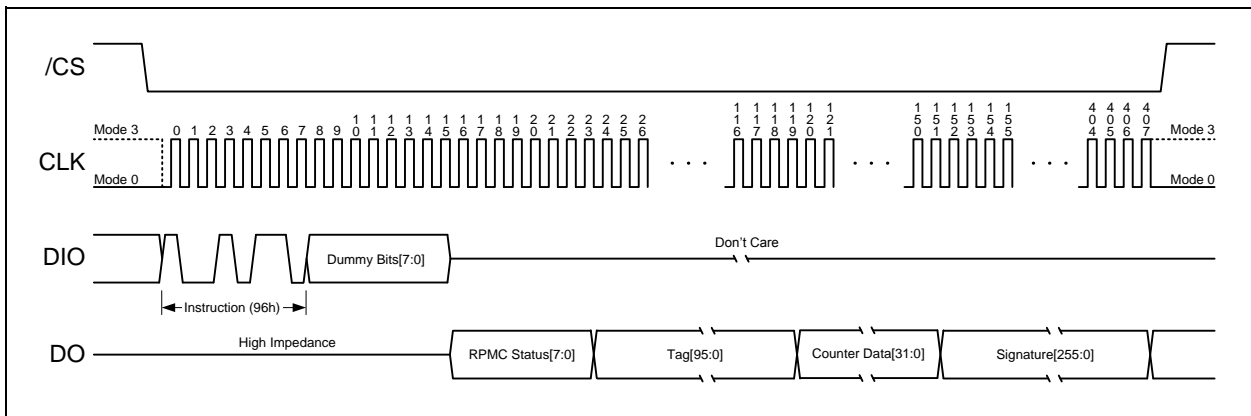 /CS
Mode 3
0 1 2 3 4 5 6 7 8 9 10 11 12 13 14 15 16 17 18 19 20 21 22 23 24 25 26 116 117 118 119 120 121 150 151 152 153 154 155 404 405 406 407
Mode 3
CLK
Mode 0
. . .
. . .
. . .
Mode 0
DIO
Dummy Bits[7:0]
Don't Care
Instruction (96h)
DO
High Impedance
RPMC Status[7:0]
Tag[95:0]
Counter Data[31:0]
Signature[255:0]